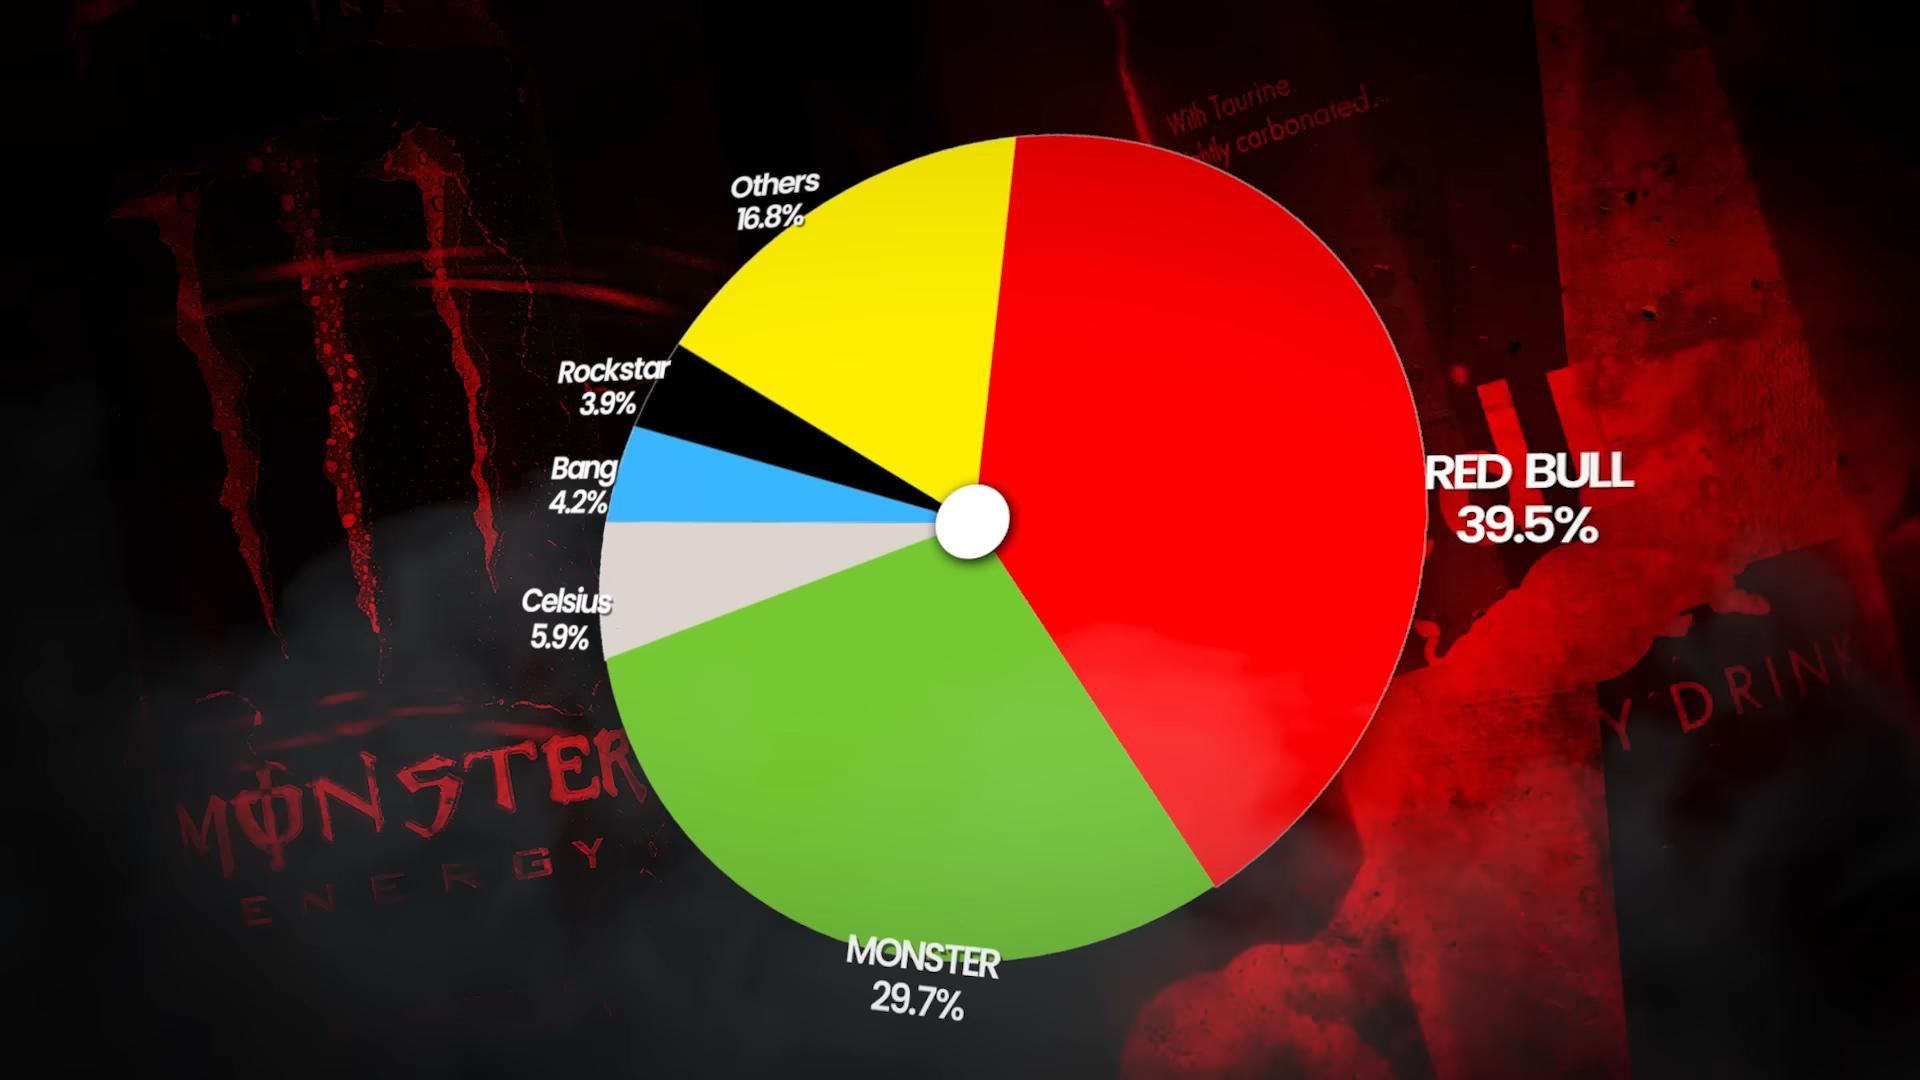 With Taurine.
carbonated.
Others
16.8%
Rockstar
3.9%
Bang
4.2%
Celsius
5.9%
RED BULL
39.5%
MONSTER
29.7%
MONSTER
ENERGY
Y DRINK